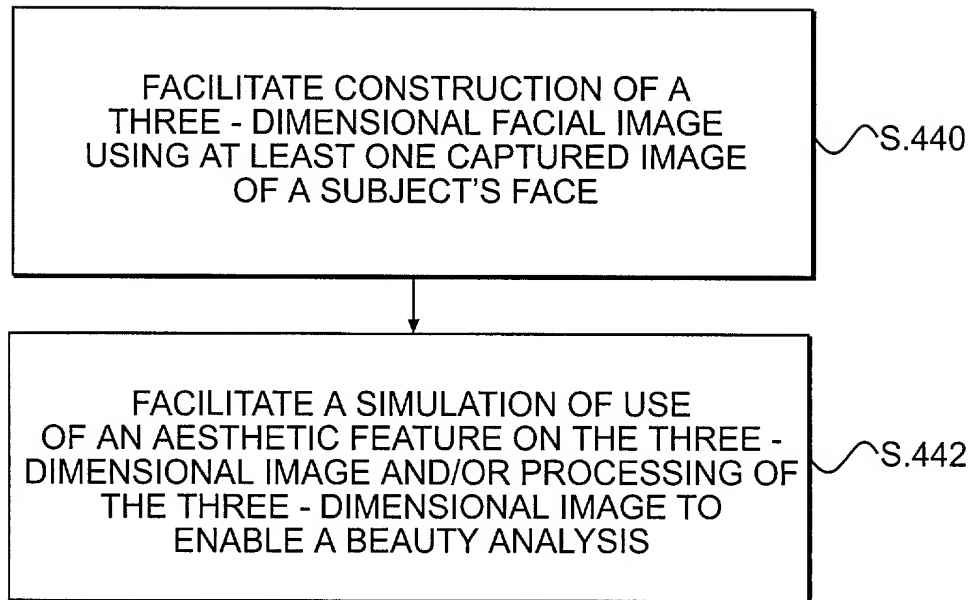 FACILITATE CONSTRUCTION OF A
THREE - DIMENSIONAL FACIAL IMAGE
USING AT LEAST ONE CAPTURED IMAGE
OF A SUBJECT'S FACE
S.440
FACILITATE A SIMULATION OF USE
OF AN AESTHETIC FEATURE ON THE THREE -
DIMENSIONAL IMAGE AND/OR PROCESSING OF
THE THREE - DIMENSIONAL IMAGE TO
ENABLE A BEAUTY ANALYSIS
S.442